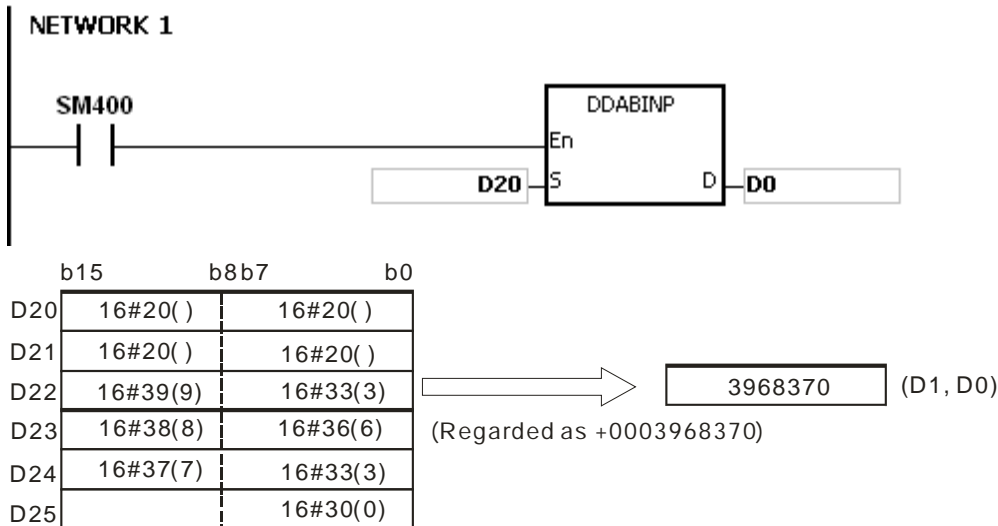 NETWORK 1
SM400
DDABINP
En
D20 S D D0
b15 b8 b7 b0
D20 16#20( ) 16#20( )
D21 16#20( ) 16#20( )
D22 16#39(9) 16#33(3) 3968370 (D1, D0)
D23 16#38(8) 16#36(6) (Regarded as +0003968370)
D24 16#37(7) 16#33(3)
D25 16#30(0)